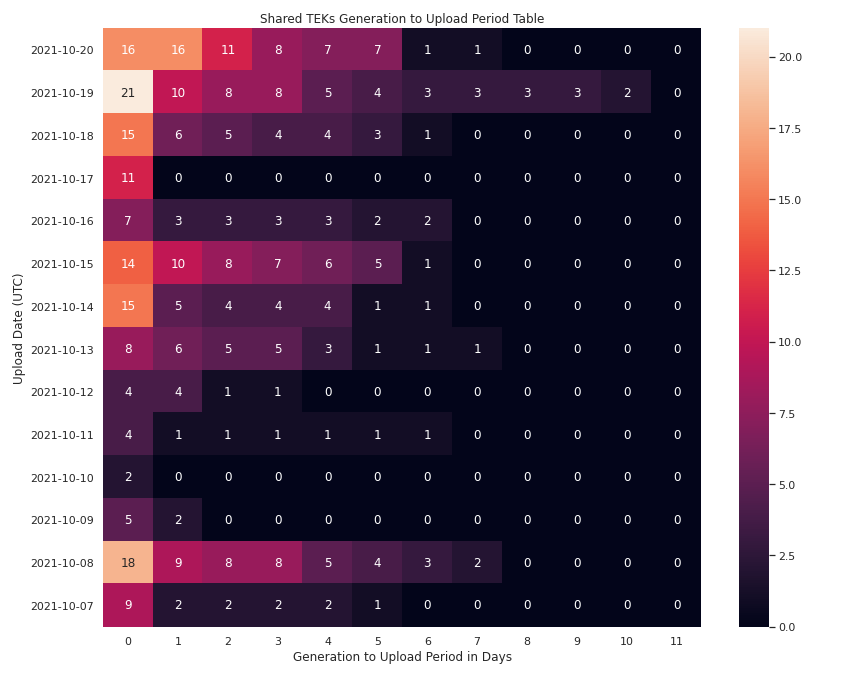 Shared TEKs Generation to Upload Period Table
2021-10-20 16 16 11 8 7 7 1 1 0 0 0 0
2021-10-19 21 10 8 8 5 4 3 3 3 3 2 0
2021-10-18 15 6 5 4 4 3 1 0 0 0 0 0
2021-10-17 11 0 0 0 0 0 0 0 0 0 0 0
2021-10-16 7 3 3 3 3 2 2 0 0 0 0 0
2021-10-15 14 10 8 7 6 5 1 0 0 0 0 0
2021-10-14 15 5 4 4 4 1 1 0 0 0 0 0
2021-10-13 8 6 5 5 3 1 1 1 0 0 0 0
2021-10-12 4 4 1 1 0 0 0 0 0 0 0 0
2021-10-11 4 1 1 1 1 1 1 0 0 0 0 0
2021-10-10 2 0 0 0 0 0 0 0 0 0 0 0
2021-10-09 5 2 0 0 0 0 0 0 0 0 0 0
2021-10-08 18 9 8 8 5 4 3 2 0 0 0 0
2021-10-07 9 2 2 2 2 1 0 0 0 0 0 0
0 1 2 3 4 5 6 7 8 9 10 11
Generation to Upload Period in Days
Upload Date (UTC)
20.0
17.5
15.0
12.5
10.0
7.5
5.0
2.5
0.0